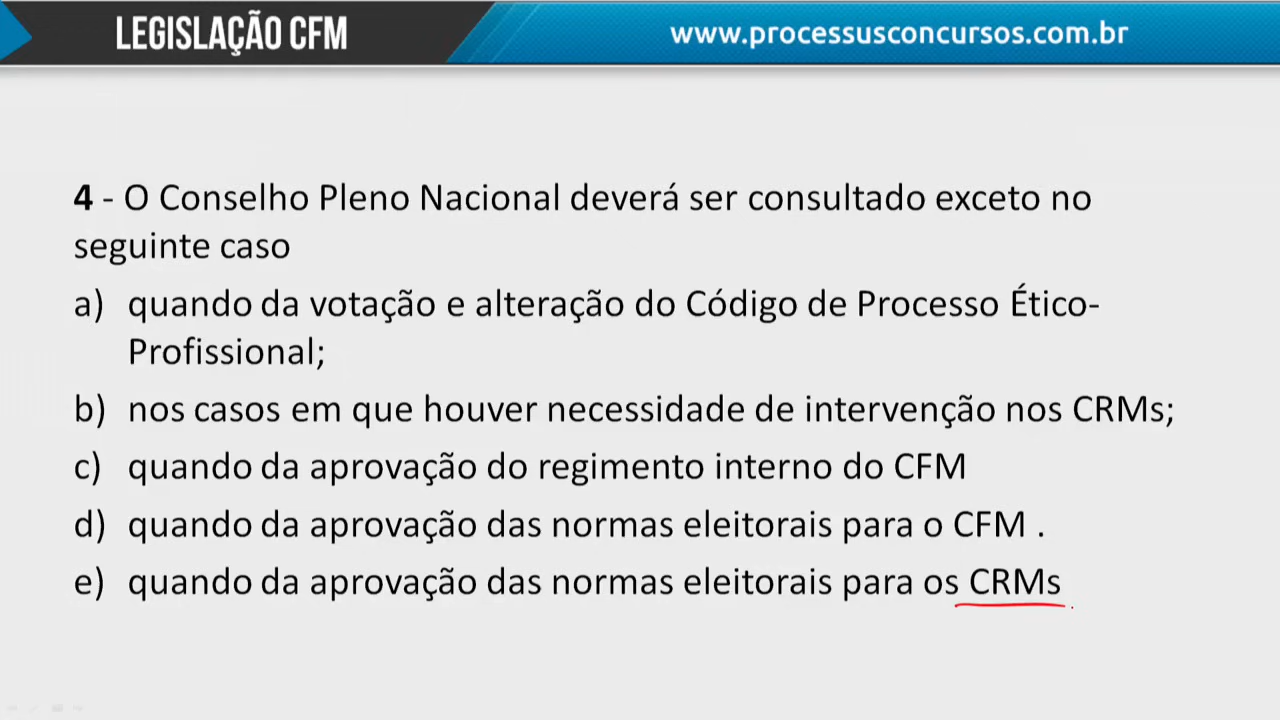 LEGISLAÇÃO CFM
www.processusconcursos.com.br
4 - O Conselho Pleno Nacional deverá ser consultado exceto no
seguinte caso
a) quando da votação e alteração do Código de Processo Ético-
Profissional;
b) nos casos em que houver necessidade de intervenção nos CRMs;
c) quando da aprovação do regimento interno do CFM
d) quando da aprovação das normas eleitorais para o CFM .
e) quando da aprovação das normas eleitorais para os CRMs